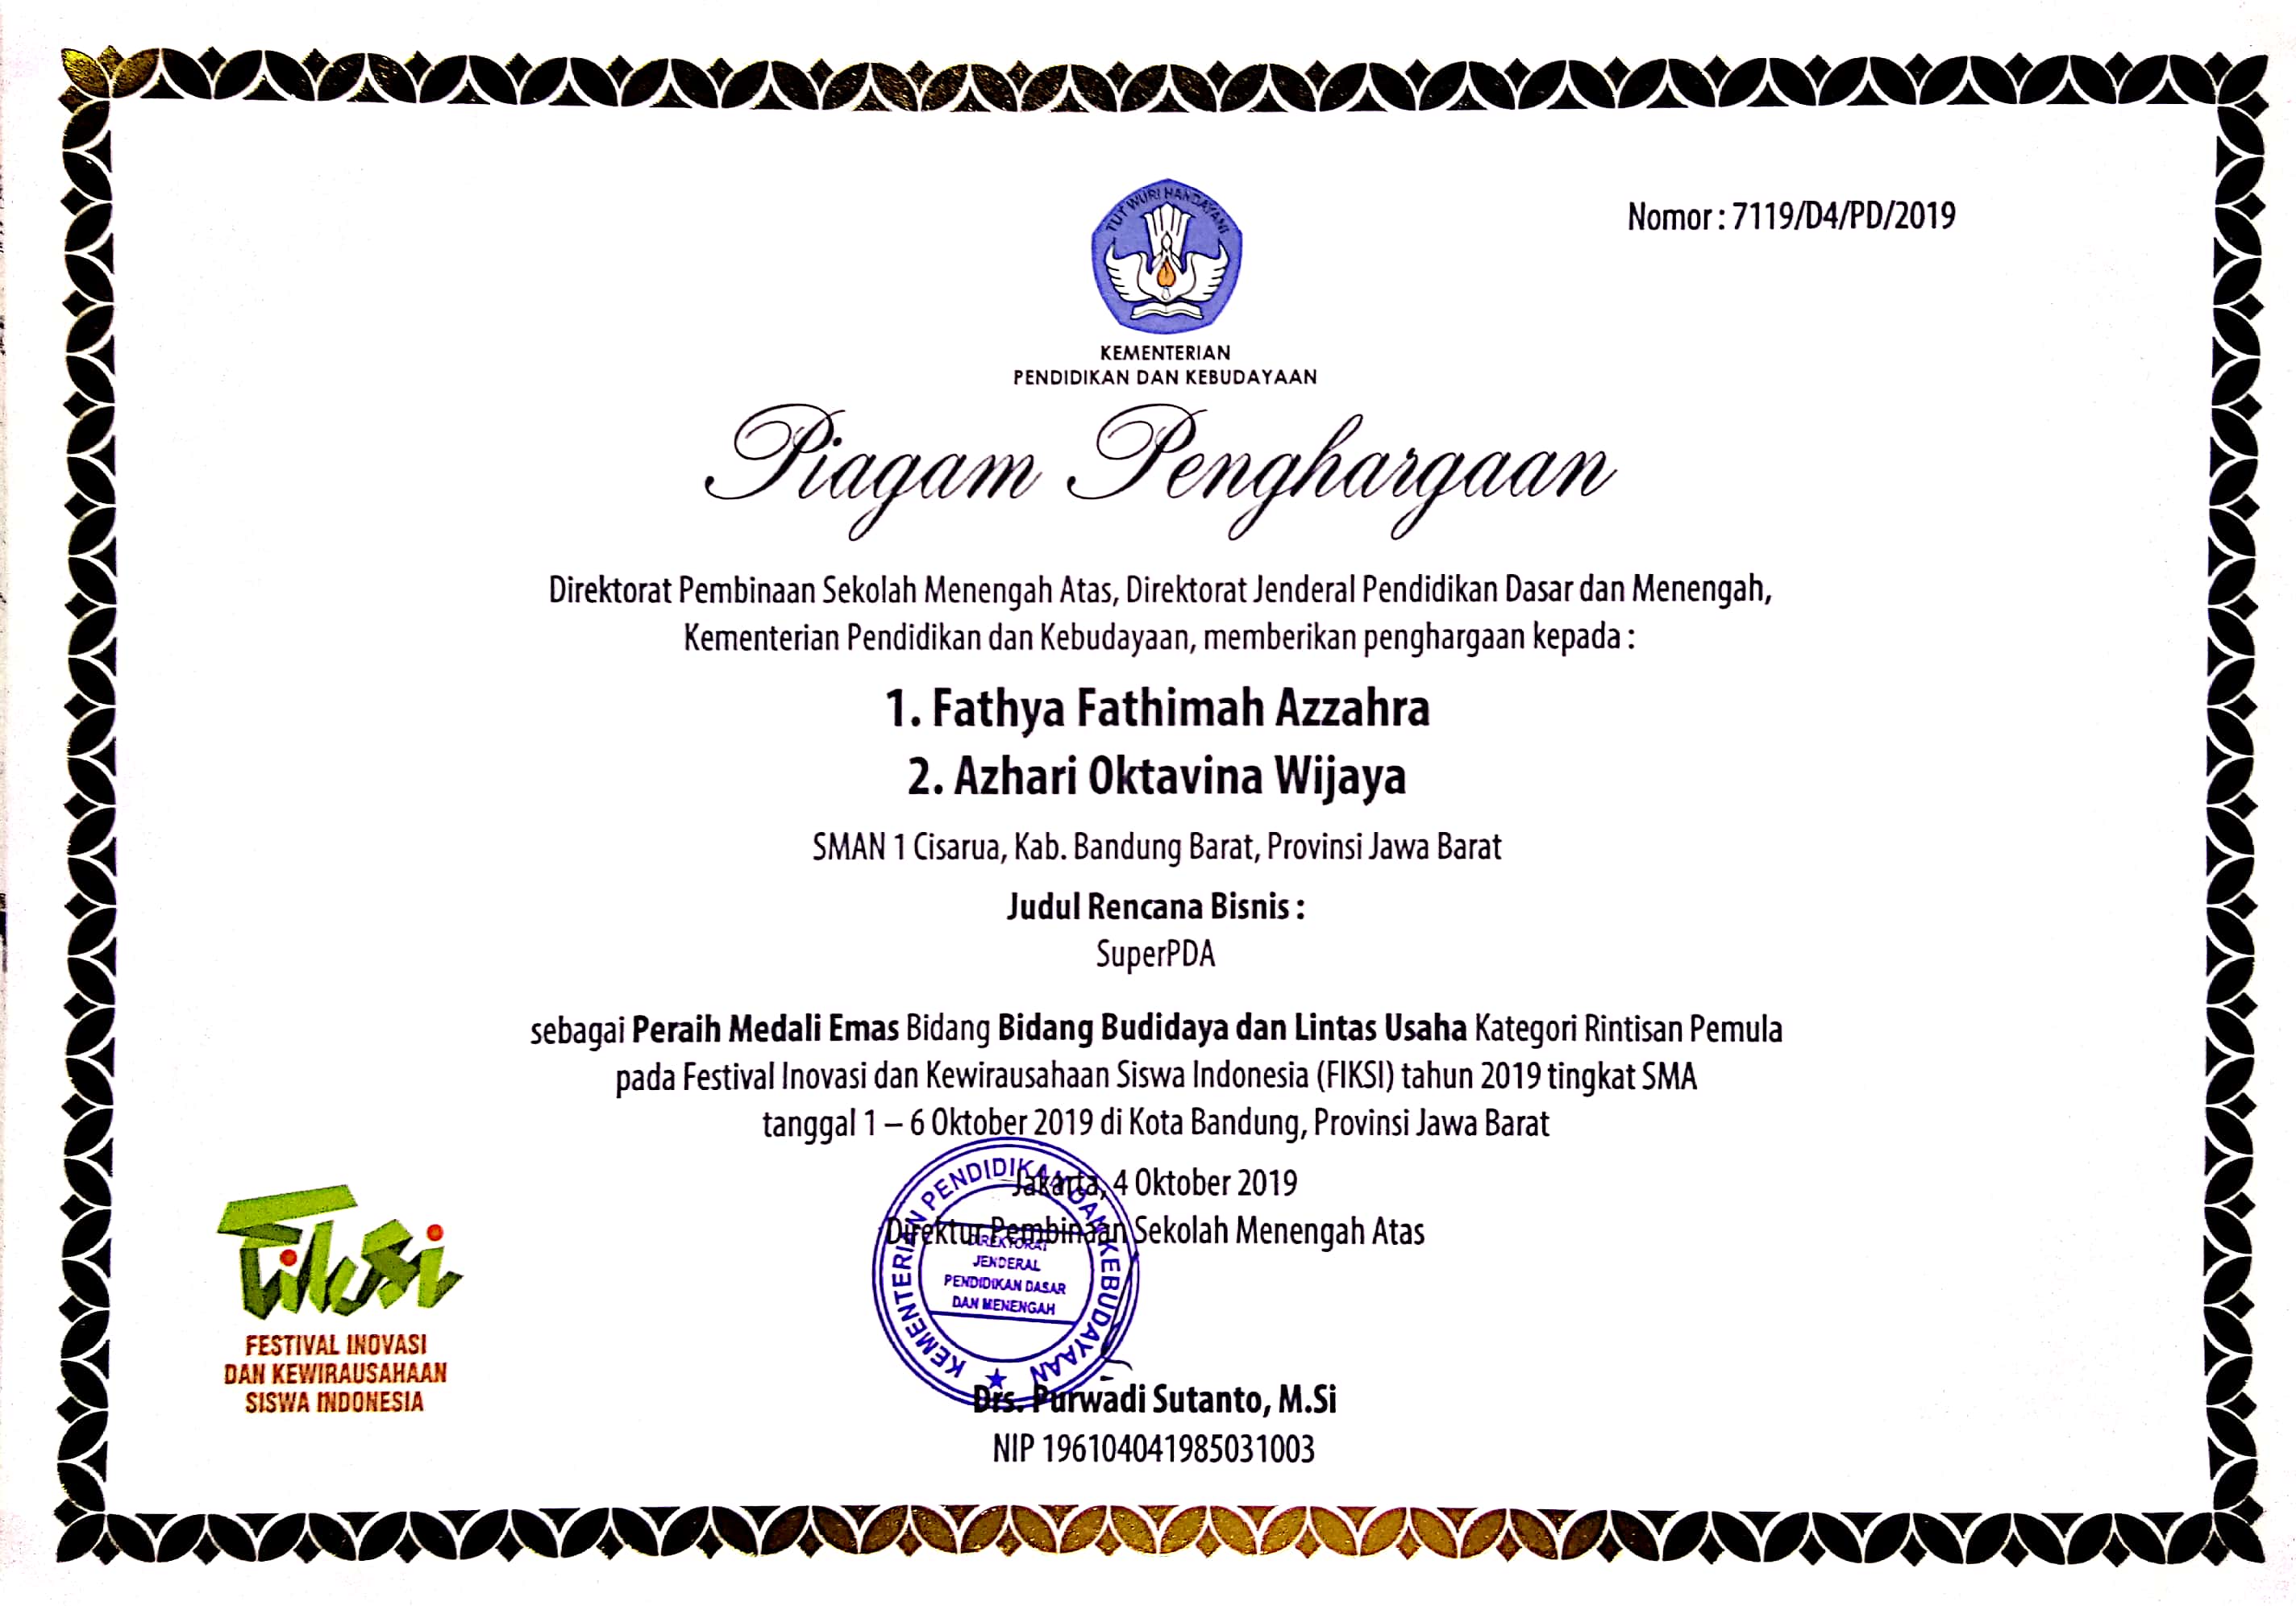 TUT WURI HANDAYANI
Nomor : 7119/D4/PD/2019
KEMENTERIAN
PENDIDIKAN DAN KEBUDAYAAN
Piagam Penghargaan
Direktorat Pembinaan Sekolah Menengah Atas, Direktorat Jenderal Pendidikan Dasar dan Menengah,
Kementerian Pendidikan dan Kebudayaan, memberikan penghargaan kepada :
1. Fathya Fathimah Azzahra
2. Azhari Oktavina Wijaya
SMAN 1 Cisarua, Kab. Bandung Barat, Provinsi Jawa Barat
Judul Rencana Bisnis :
SuperPDA
sebagai Peraih Medali Emas Bidang Bidang Budidaya dan Lintas Usaha Kategori Rintisan Pemula
pada Festival Inovasi dan Kewirausahaan Siswa Indonesia (FIKSI) tahun 2019 tingkat SMA
tanggal 1 – 6 Oktober 2019 di Kota Bandung, Provinsi Jawa Barat
Jakarta, 4 Oktober 2019
Direktur Pembinaan Sekolah Menengah Atas
KEMENTERIAN PENDIDIKAN DAN KEBUDAYAAN
DIREKTORAT
JENDERAL
PENDIDIKAN DASAR
DAN MENENGAH
Drs. Purwadi Sutanto, M.Si
NIP 196104041985031003
Fiksi
FESTIVAL INOVASI
DAN KEWIRAUSAHAAN
SISWA INDONESIA